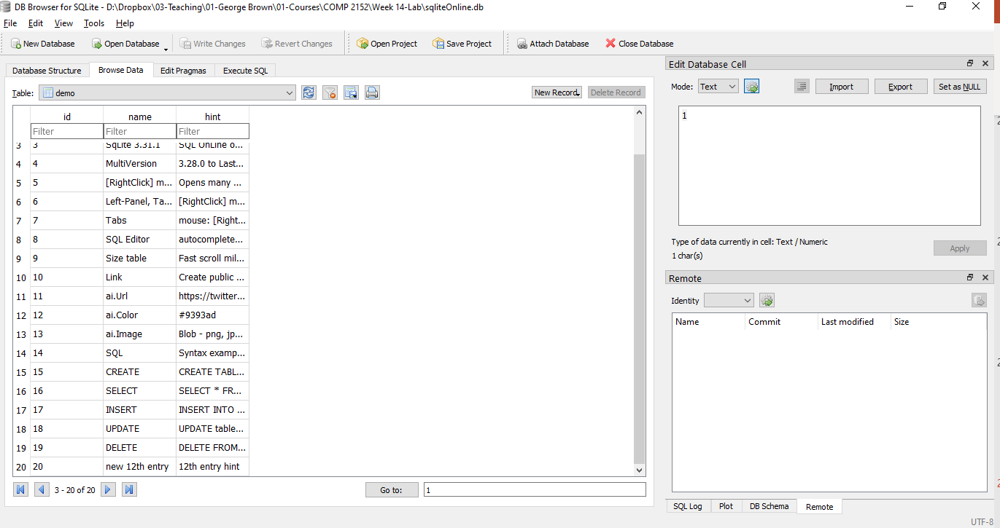 DB Browser for SQLite - D:\Dropbox\03-Teaching\01-George Brown\01-Courses\COMP 2152\Week 14-Lab\sqliteOnline.db
File Edit View Tools Help
New Database Open Database Write Changes Revert Changes Open Project Save Project Attach Database Close Database
Database Structure Browse Data Edit Pragmas Execute SQL
Table: demo New Record Delete Record
id name hint
Filter Filter Filter
3 3 SqLite 3.31.1 SQL OnLine o...
4 4 MultiVersion 3.28.0 to Last...
5 5 [RightClick] m... Opens many ...
6 6 Left-Panel, Ta... [RightClick] m...
7 7 Tabs mouse: [Right...
8 8 SQL Editor autocomplete...
9 9 Size table Fast scroll mil...
10 10 Link Create public ...
11 11 ai.Url https://twitter...
12 12 ai.Color #9393ad
13 13 ai.Image Blob - png, jp...
14 14 SQL Syntax examp...
15 15 CREATE CREATE TABL...
16 16 SELECT SELECT * FR...
17 17 INSERT INSERT INTO ...
18 18 UPDATE UPDATE table...
19 19 DELETE DELETE FROM...
20 20 new 12th entry 12th entry hint
3 - 20 of 20 Go to: 1
Edit Database Cell
Mode: Text Import Export Set as NULL
1
Type of data currently in cell: Text / Numeric
1 char(s)
Apply
Remote
Identity
Name Commit Last modified Size
SQL Log Plot DB Schema Remote
UTF-8